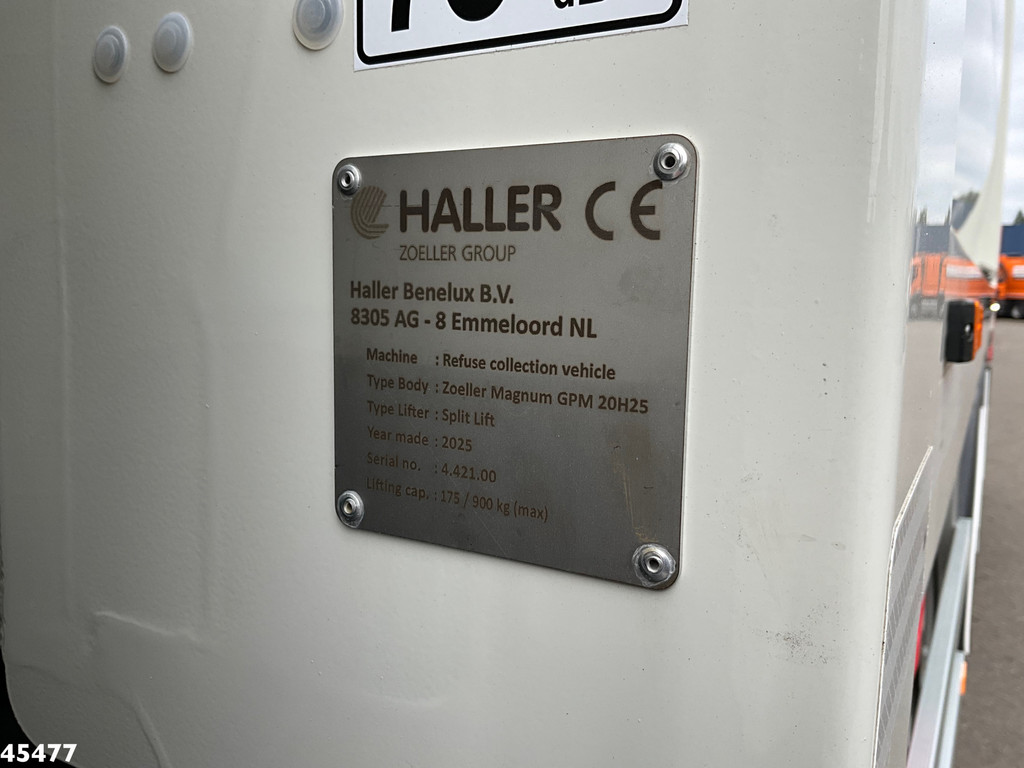 HALLER CE
ZOELLER GROUP
Haller Benelux B.V.
8305 AG - 8 Emmeloord NL
Machine : Refuse collection vehicle
Type Body : Zoeller Magnum GPM 20H25
Type Lifter : Split Lift
Year made : 2025
Serial no. : 4.421.00
Lifting cap. : 175 / 900 kg (max)
45477